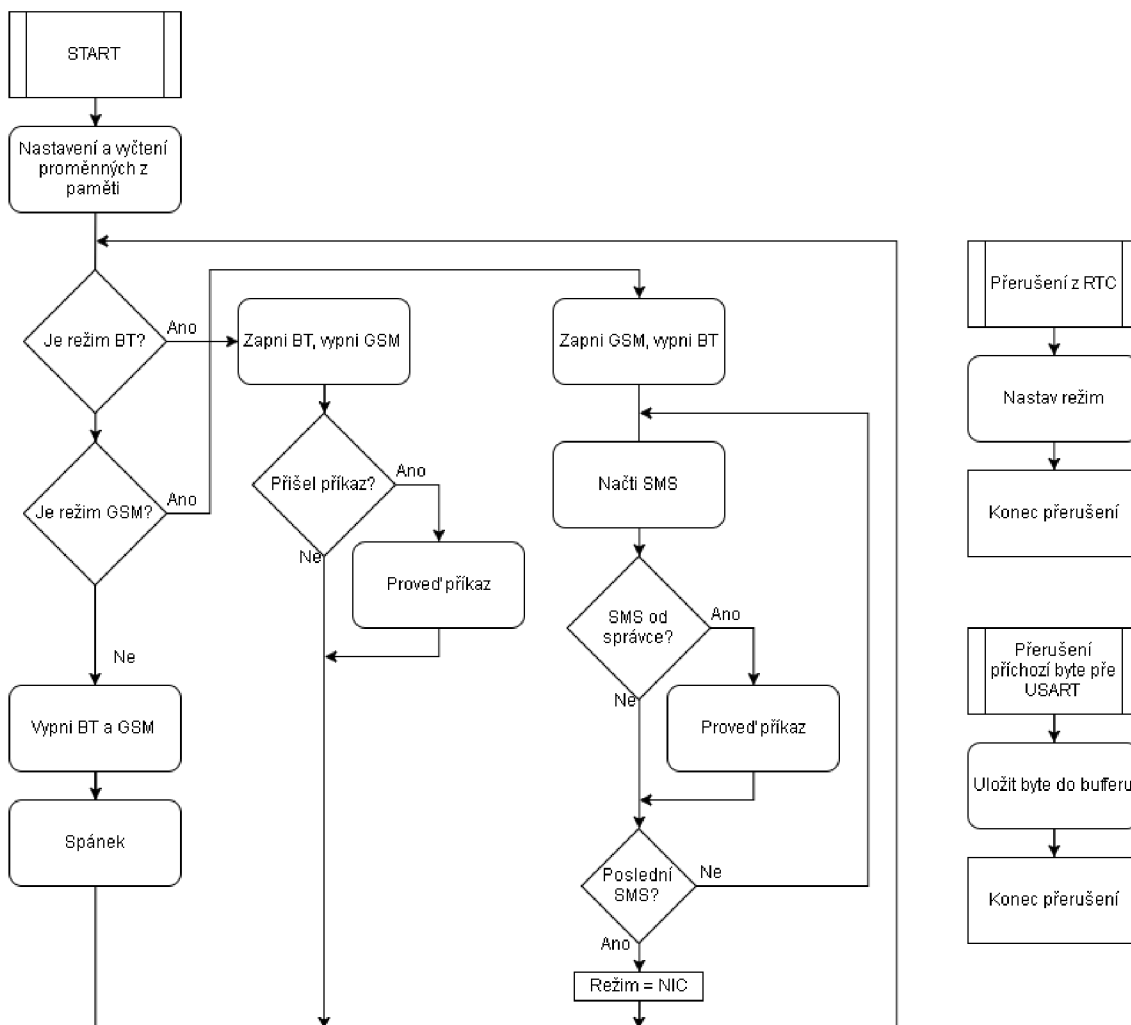 START
Nastavení a vyčtení
proměnných z
paměti
Je režim BT?
Ano
Zapni BT, vypni GSM
Zapni GSM, vypni BT
Přerušení z RTC
Nastav režim
Je režim GSM?
Ano
Přišel příkaz?
Ano
Načti SMS
Konec přerušení
Ne
Proveď příkaz
SMS od
správce?
Ano
Přerušení
příchozí byte pře
USART
Ne
Ne
Vypni BT a GSM
Proveď příkaz
Uložit byte do bufferu
Spánek
Poslední
SMS?
Ne
Konec přerušení
Ano
Režim = NIC